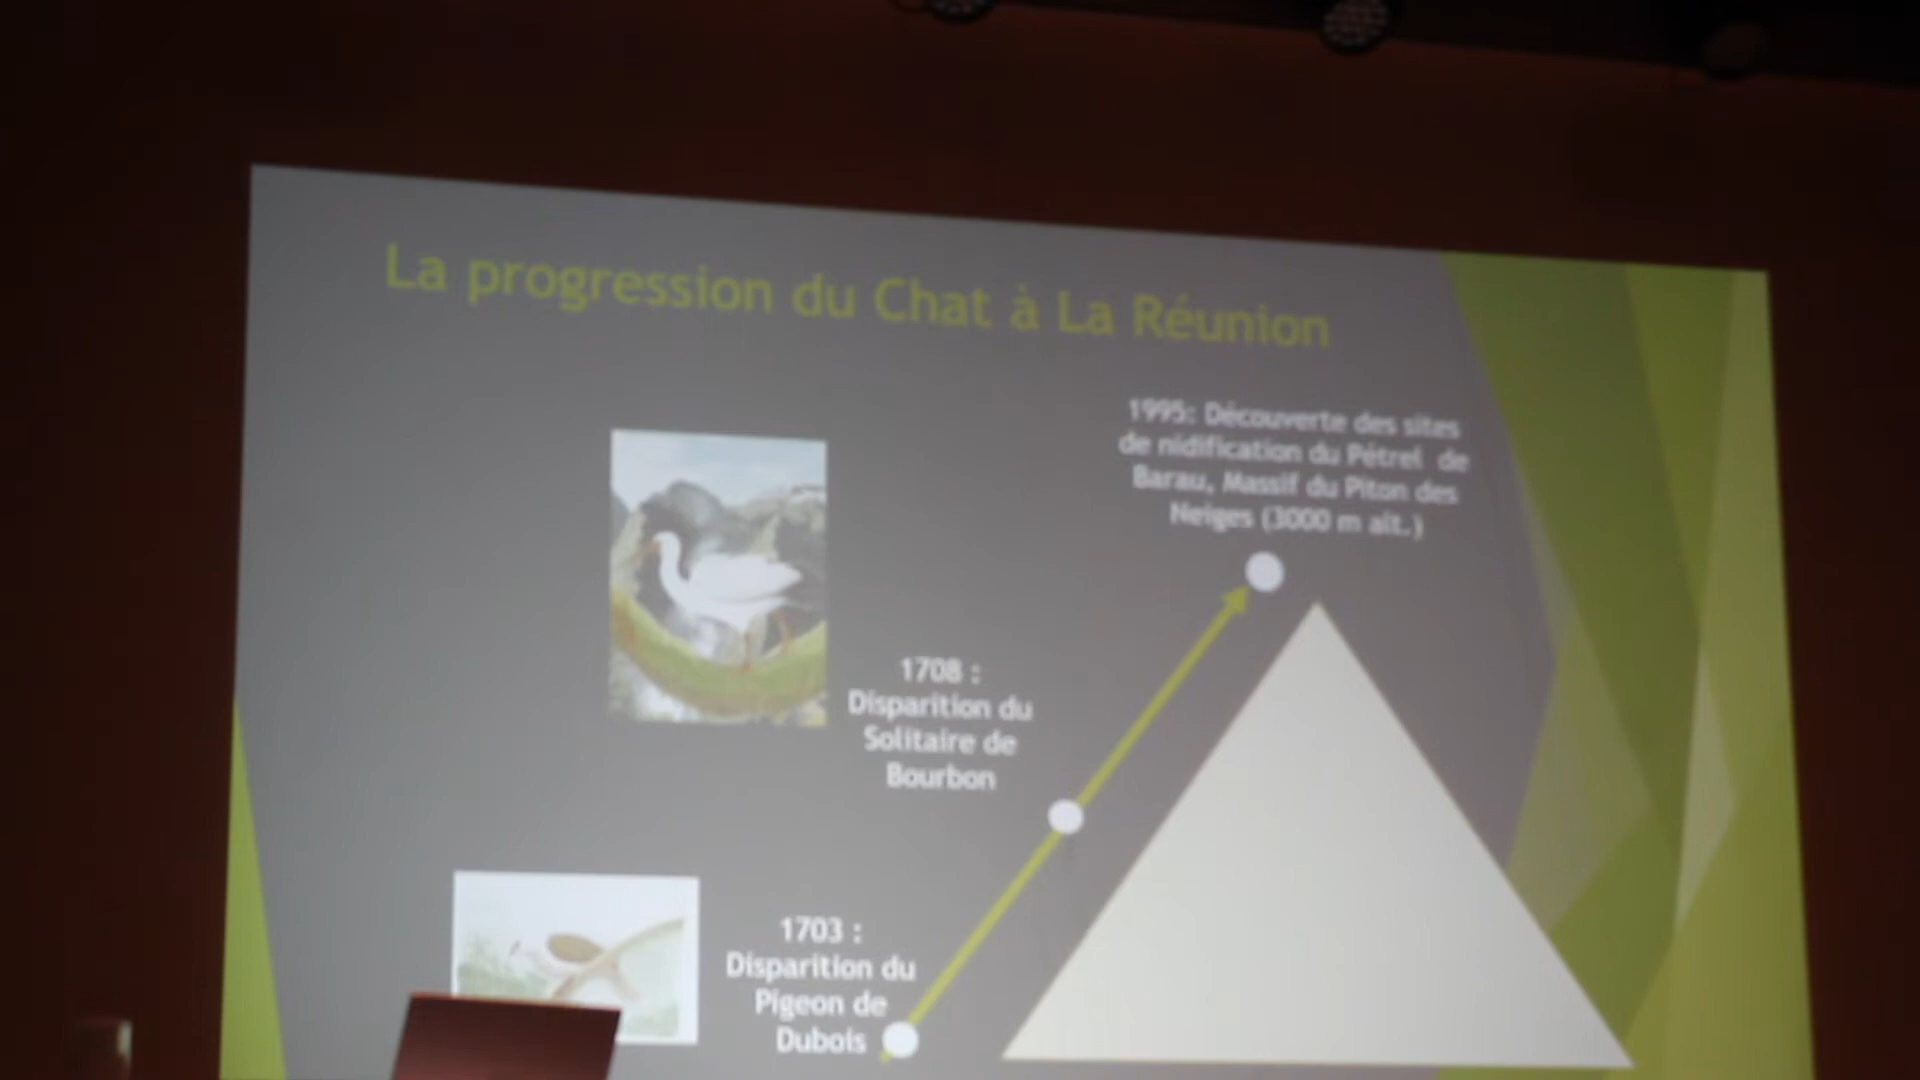 La progression du Chat à La Réunion
1995: Découverte des sites
de nidification du Pétrel de
Barau, Massif du Piton des
Neiges (3000 m alt.)
1708 :
Disparition du
Solitaire de
Bourbon
1703 :
Disparition du
Pigeon de
Dubois